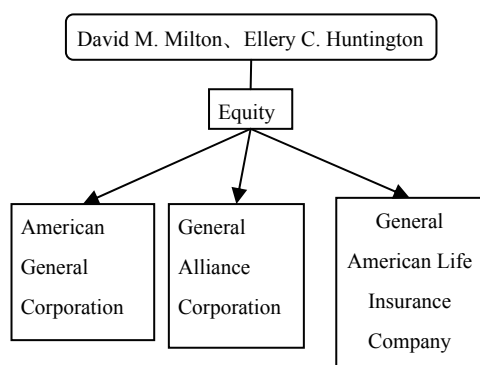 David M. Milton、Ellery C. Huntington
Equity
American
General
Corporation
General
Alliance
Corporation
General
American Life
Insurance
Company